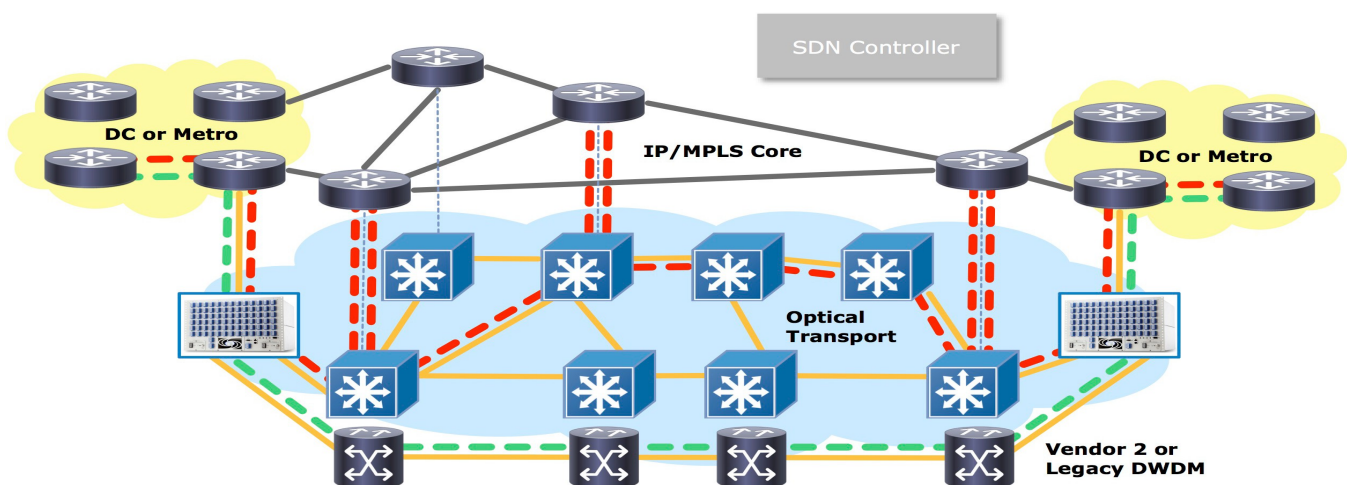 SDN Controller
DC or Metro
IP/MPLS Core
DC or Metro
Optical
Transport
Vendor 2 or
Legacy DWDM